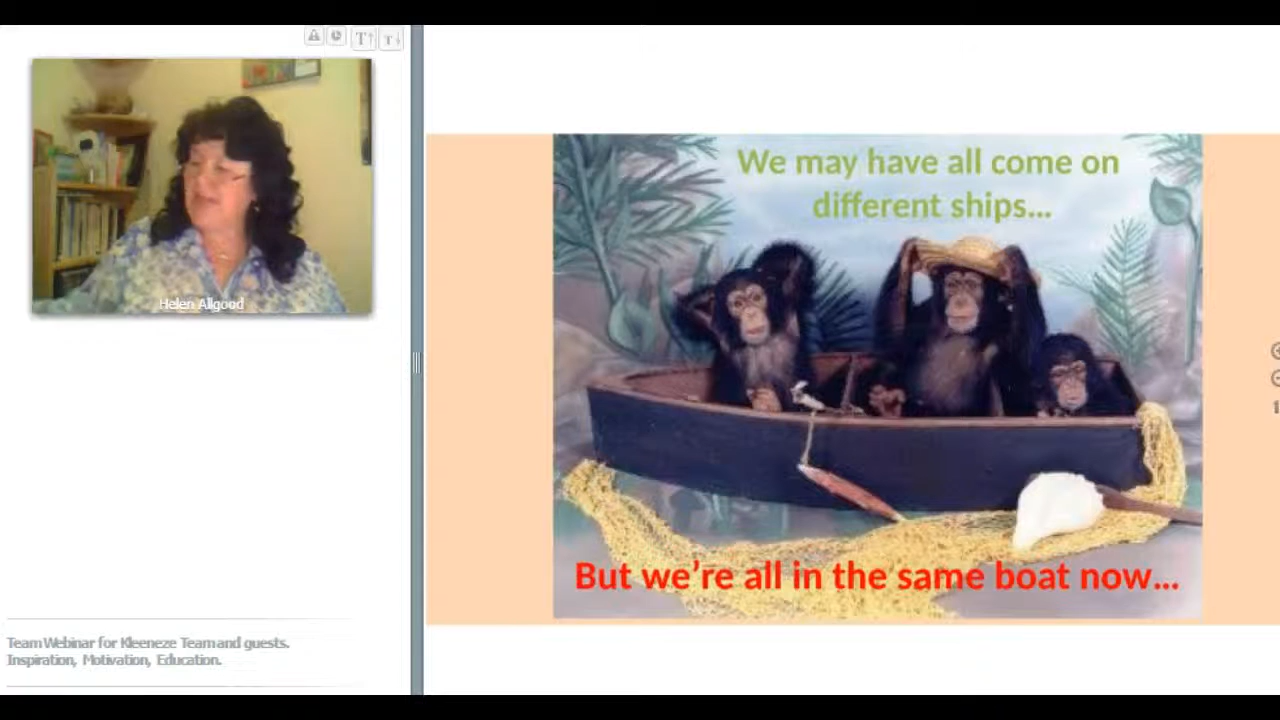 T↑ T↓
Helen Allgood
Team Webinar for Kleeneze Team and guests.
Inspiration, Motivation, Education.
We may have all come on
different ships...
But we're all in the same boat now...